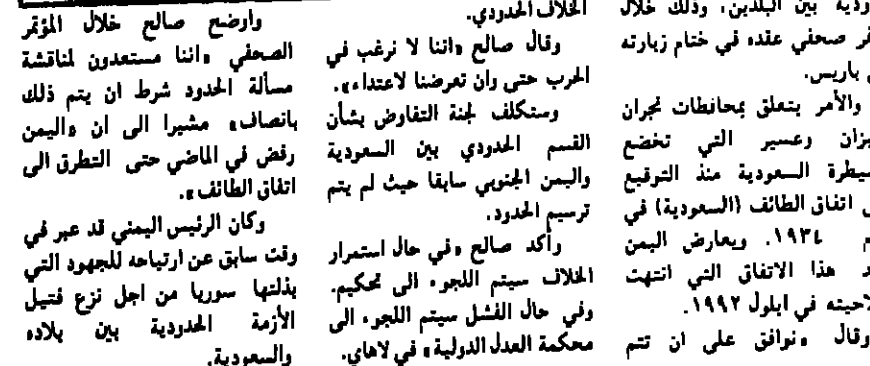 ودية بين البلدين، وذلك خلال
صحفي عقده في ختام زيارته
باريس.
والأمر يتعلق بمحافظات نجران
وعسير التي تخضع
سيطرة السعودية منذ التوقيع
اتفاق الطائف (السعودية) في
١٩٣٤. ويعارض اليمن
هذا الاتفاق التي انتهت
لاحيته في ايلول ١٩٩٢.
وقال «نوافق على ان تتم
الخلاف الحدودي.
وقال صالح «اننا لا نرغب في
الحرب حتى وان تعرضنا لاعتداء».
وستكلف لجنة التفاوض بشأن
القسم الحدودي بين السعودية
واليمن الجنوبي سابقا حيث لم يتم
ترسيم الحدود.
وأكد صالح «في حال استمرار
الخلاف سيتم اللجوء الى تحكيم.
وفي حال الفشل سيتم اللجوء الى
محكمة العدل الدولية» في لاهاي.
واوضح صالح خلال المؤتمر
الصحفي «اننا مستعدون لمناقشة
مسألة الحدود شرط ان يتم ذلك
بانصاف» مشيرا الى ان «اليمن
رفض في الماضي حتى التطرق الى
اتفاق الطائف».
وكان الرئيس اليمني قد عبر في
وقت سابق عن ارتياحه للجهود التي
بذلتها سوريا من اجل نزع فتيل
الأزمة الحدودية بين بلاده
والسعودية.